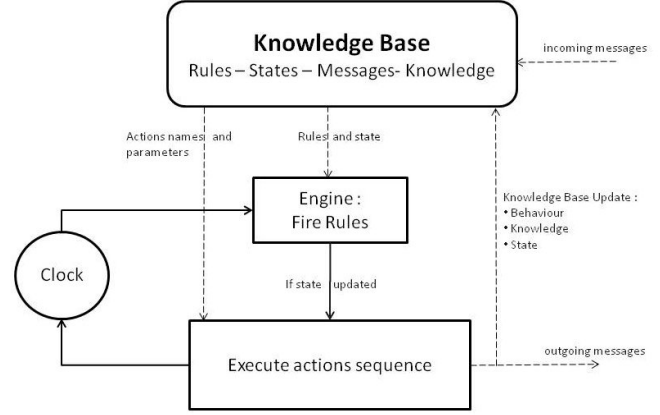 Knowledge Base
Rules – States – Messages- Knowledge
incoming messages
Actions names and
parameters
Rules and state
Engine :
Fire Rules
Knowledge Base Update :
• Behaviour
• Knowledge
• State
Clock
If state updated
Execute actions sequence
outgoing messages